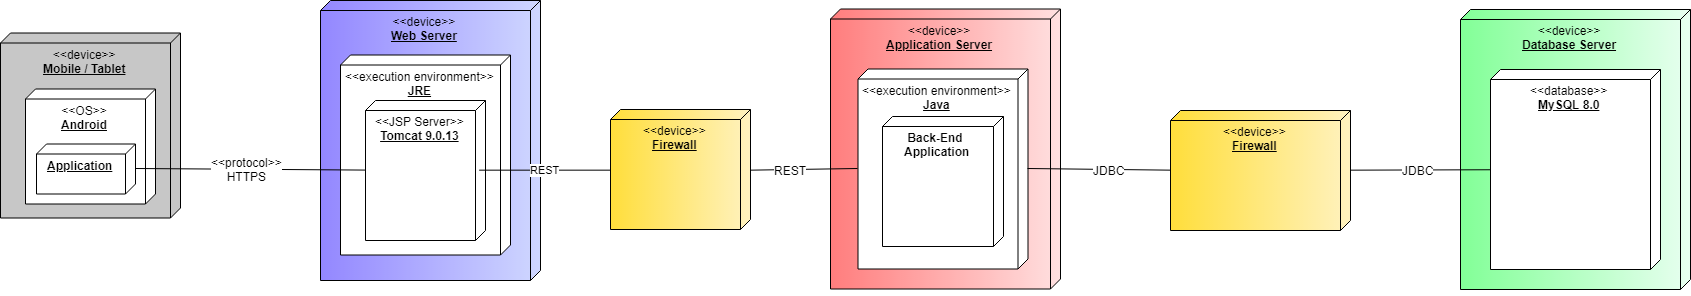 <<device>>
Mobile / Tablet
<<OS>>
Android
Application
<<protocol>>
HTTPS
<<device>>
Web Server
<<execution environment>>
JRE
<<JSP Server>>
Tomcat 9.0.13
REST
<<device>>
Firewall
REST
<<device>>
Application Server
<<execution environment>>
Java
Back-End
Application
JDBC
<<device>>
Firewall
JDBC
<<device>>
Database Server
<<database>>
MySQL 8.0